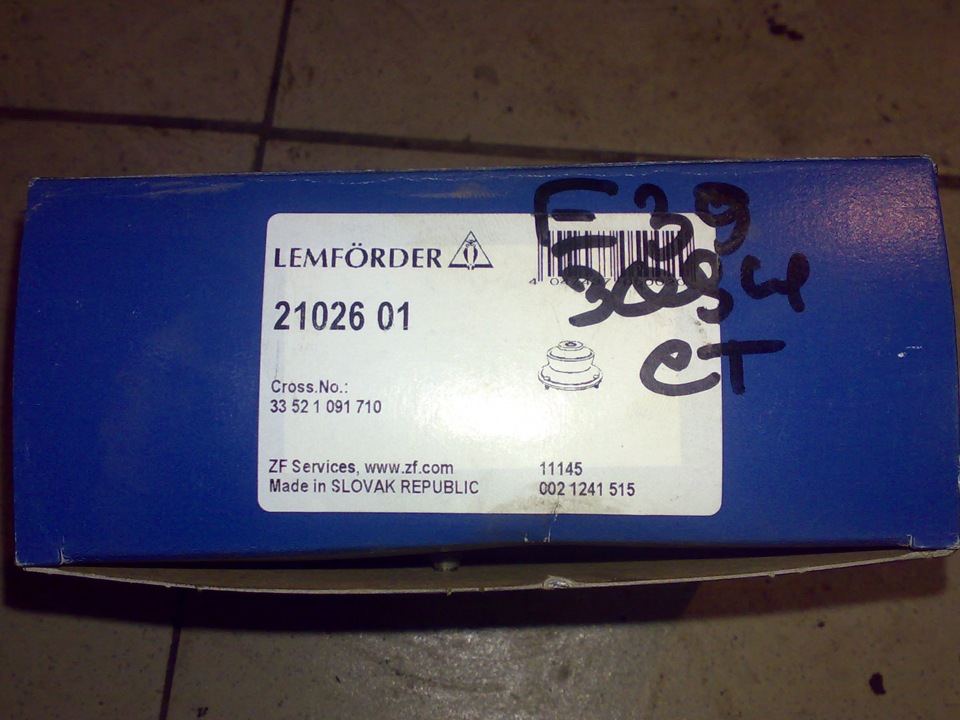 E39
LEMFÖRDER
21026 01
ст
Cross.No.:
33 52 1 091 710
ZF Services, www.zf.com
11145
Made in SLOVAK REPUBLIC
002 1241 515